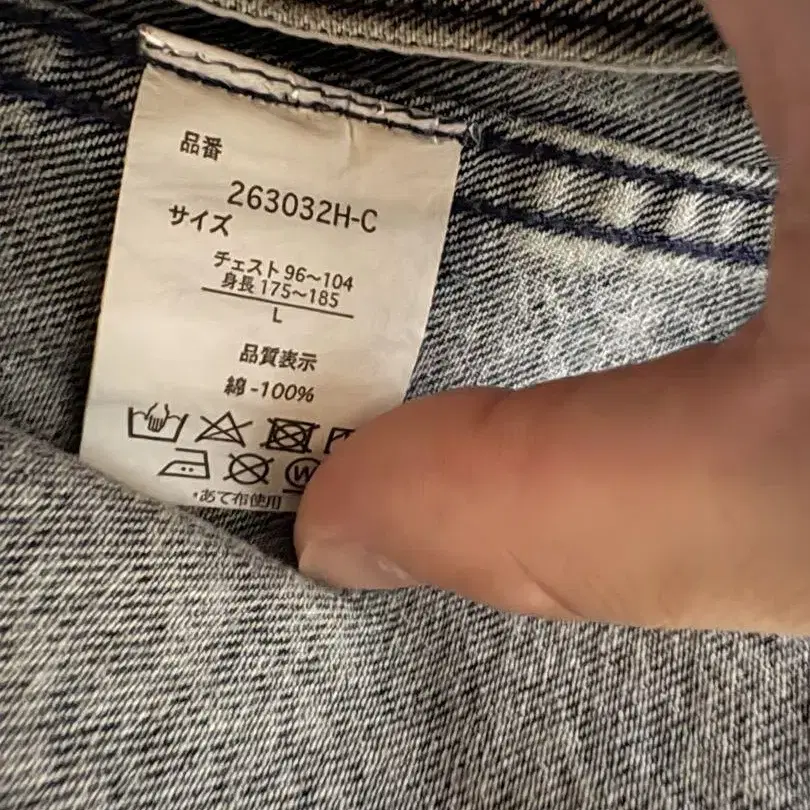 品番
263032H-C
サイズ
チェスト 96～104
身長 175～185
L
品質表示
綿 -100%
W
*あて布使用